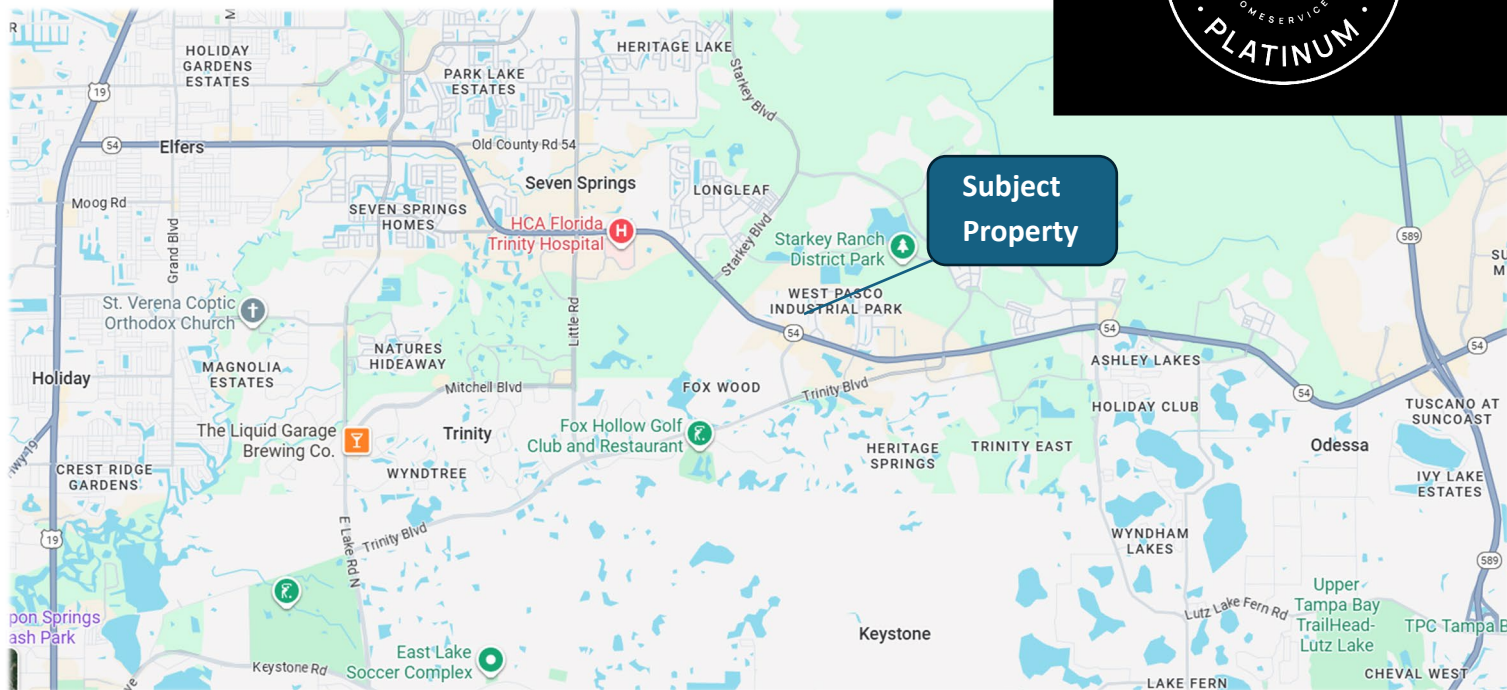 OMESERVICE
• PLATINUM •
HOLIDAY
GARDENS
ESTATES
HERITAGE LAKE
PARK LAKE
ESTATES
Starkey Blvd
19
54
Elfers
Old County Rd 54
Seven Springs
LONGLEAF
Subject
Property
Moog Rd
Grand Blvd
SEVEN SPRINGS
HOMES
HCA Florida
Trinity Hospital
H
Starkey Blvd
Starkey Ranch
District Park
589
St. Verena Coptic
Orthodox Church
WEST PASCO
INDUSTRIAL PARK
Little Rd
54
54
54
NATURES
HIDEAWAY
MAGNOLIA
ESTATES
ASHLEY LAKES
Holiday
Mitchell Blvd
FOX WOOD
Trinity Blvd
54
HOLIDAY CLUB
TUSCANO AT
SUNCOAST
The Liquid Garage
Brewing Co.
Trinity
Fox Hollow Golf
Club and Restaurant
HERITAGE
SPRINGS
TRINITY EAST
Odessa
CREST RIDGE
GARDENS
WYNDTREE
IVY LAKE
ESTATES
19
E Lake Rd N
Trinity Blvd
WYNDHAM
LAKES
589
pon Springs
ash Park
Upper
Tampa Bay
TrailHead-
Lutz Lake
Lutz Lake Fern Rd
TPC Tampa B
Keystone
Keystone Rd
East Lake
Soccer Complex
CHEVAL WEST
LAKE FERN